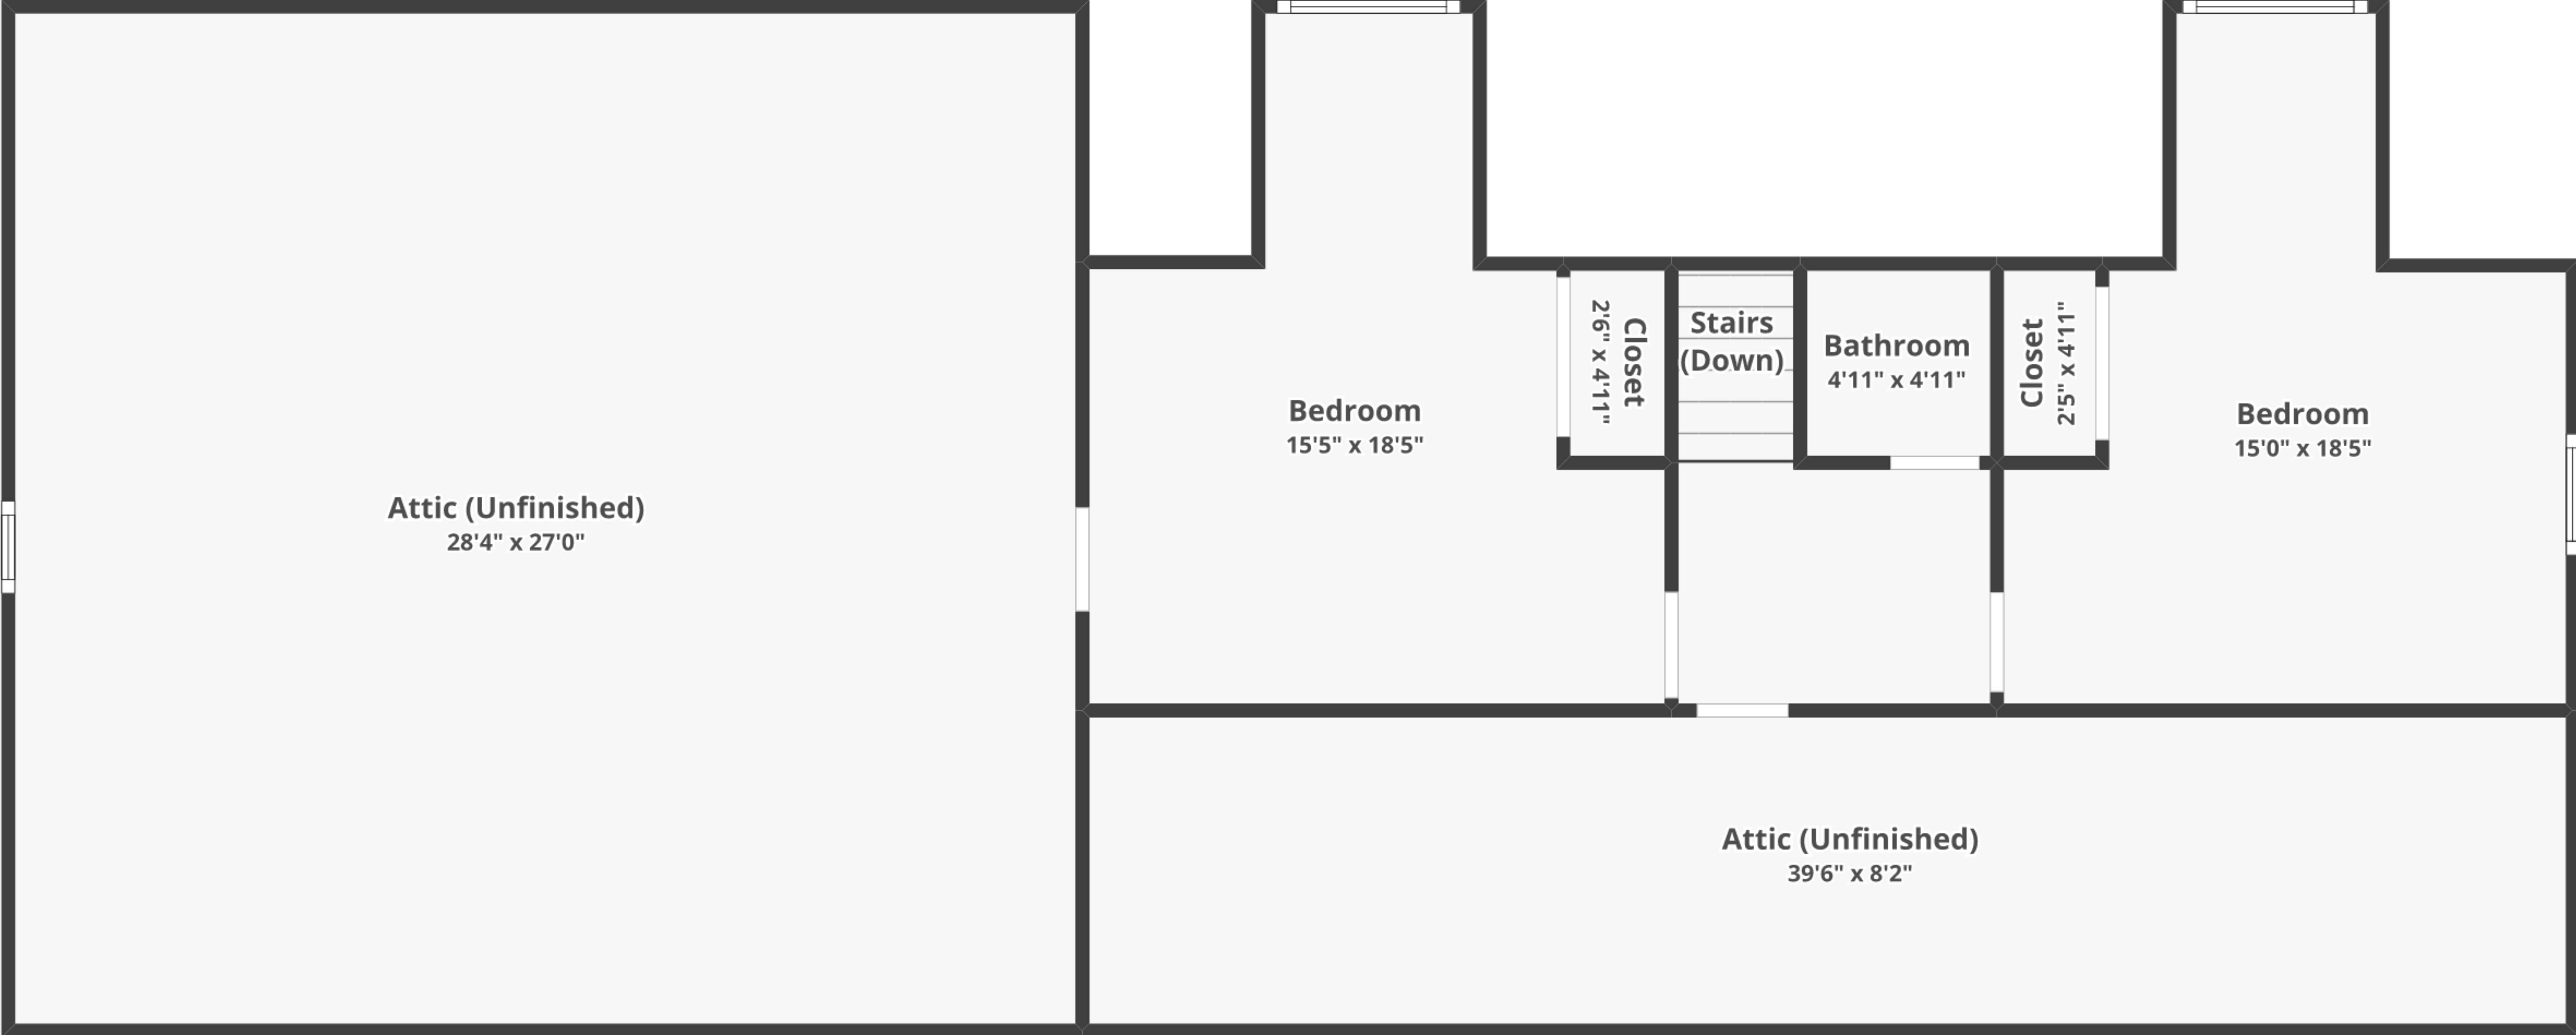 Attic (Unfinished)
28'4" x 27'0"
Bedroom
15'5" x 18'5"
Closet
2'6" x 4'11"
Stairs
(Down)
Bathroom
4'11" x 4'11"
Closet
2'5" x 4'11"
Bedroom
15'0" x 18'5"
Attic (Unfinished)
39'6" x 8'2"